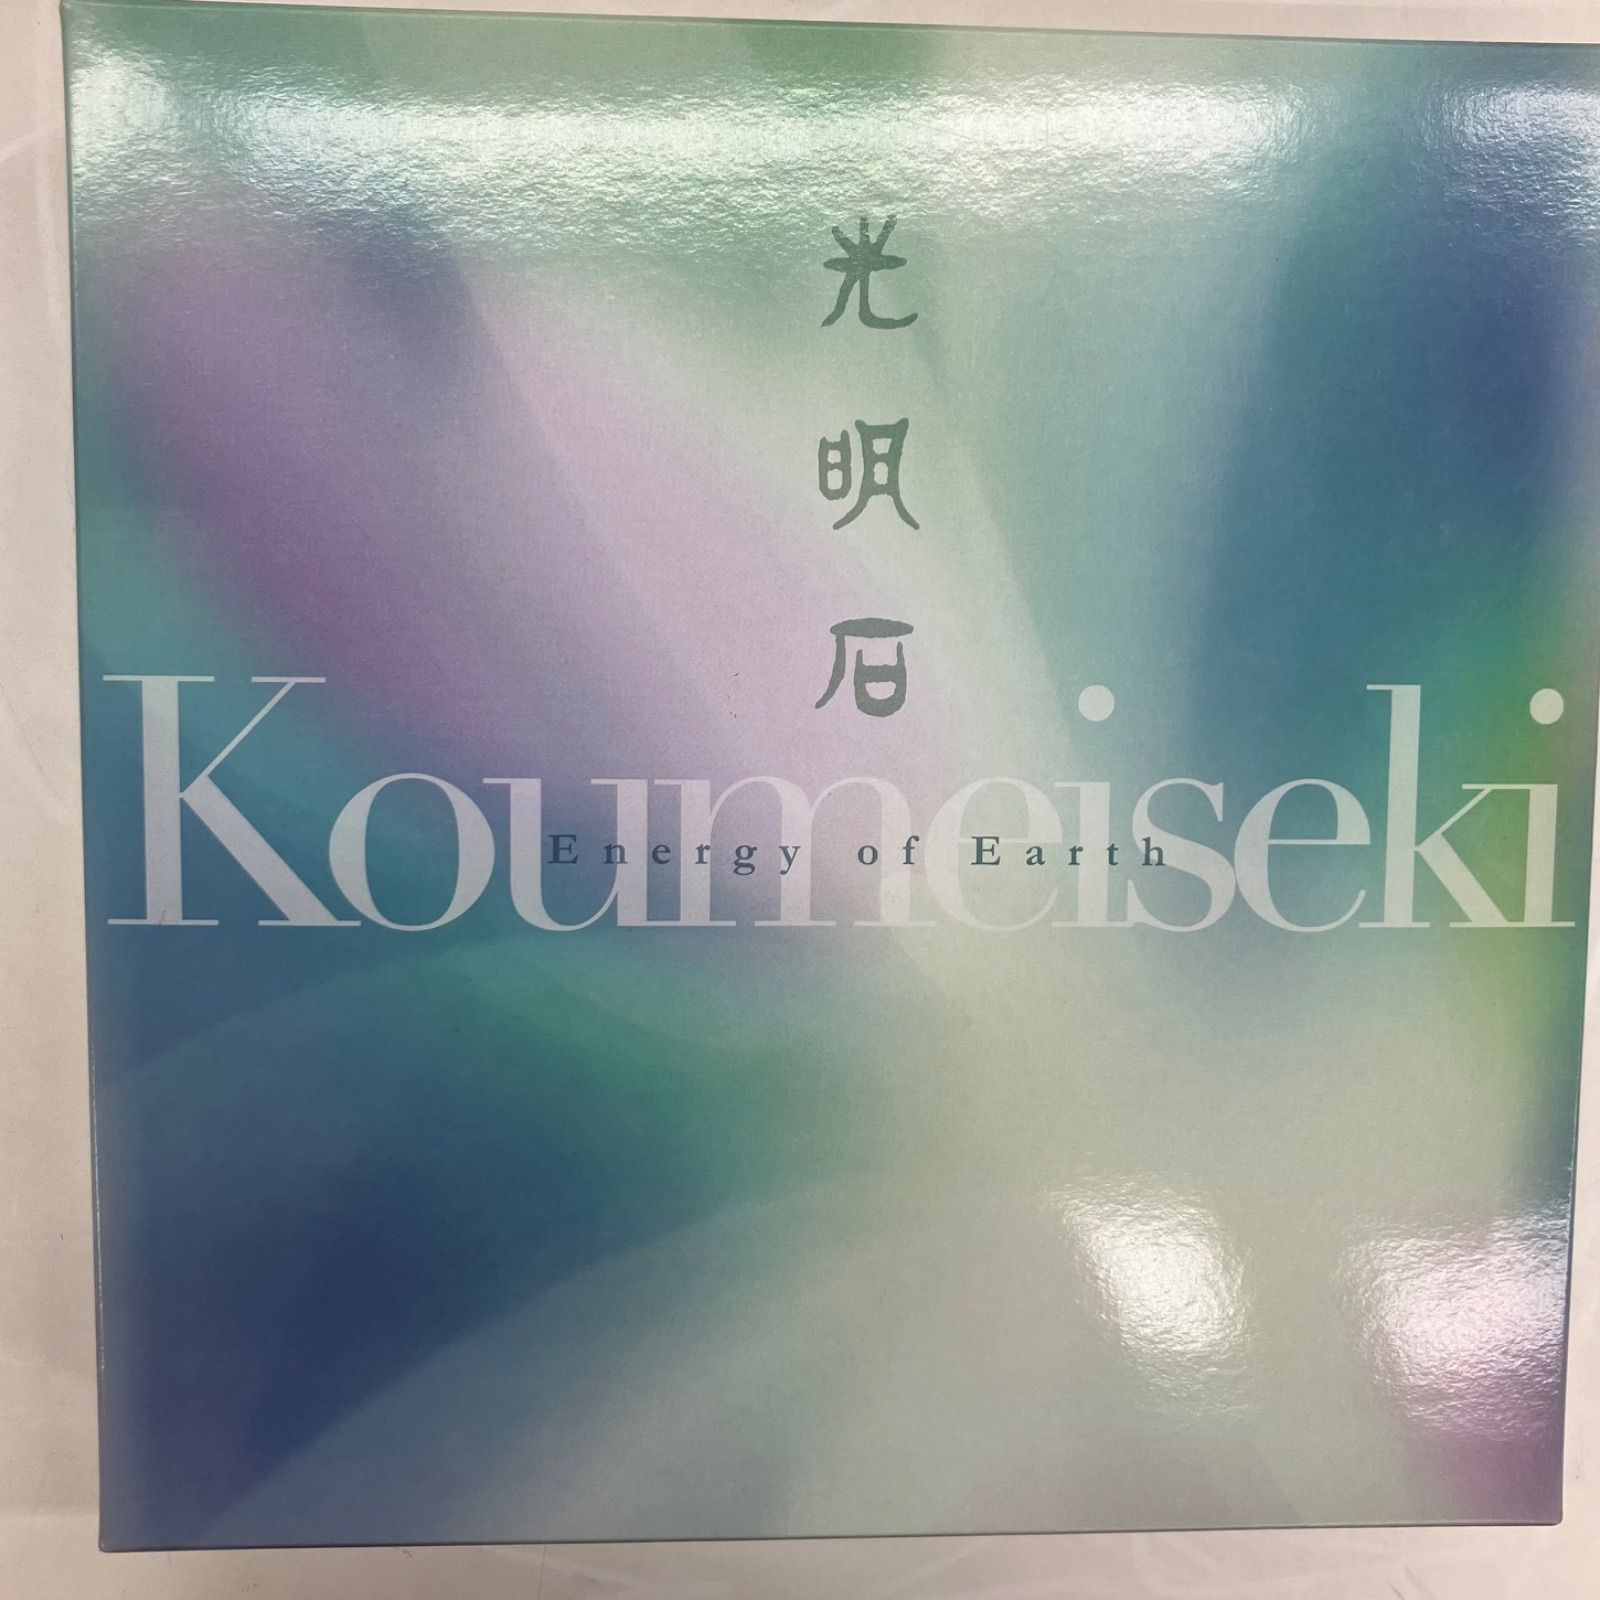 光明石
Koumeiseki
Energy of Earth